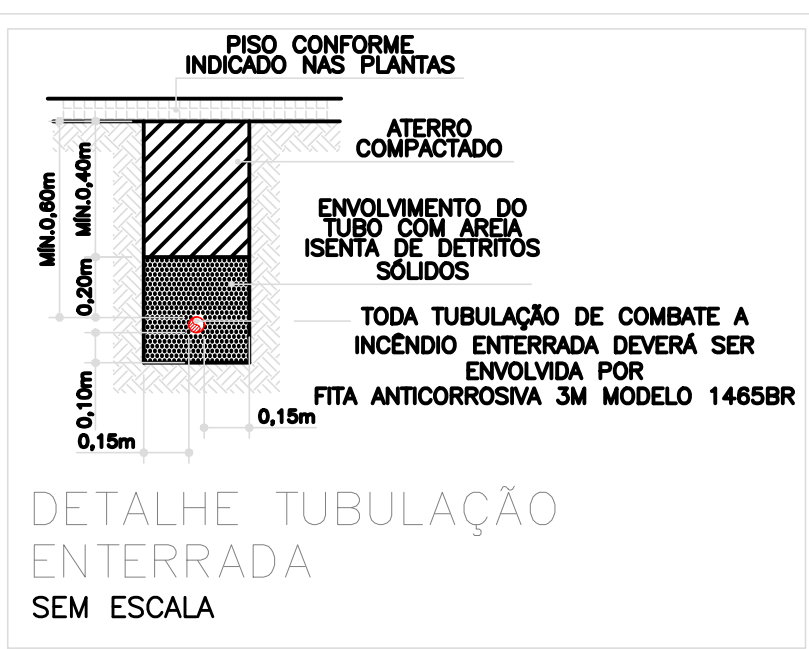 PISO CONFORME
INDICADO NAS PLANTAS
ATERRO
COMPACTADO
MÍN.0,60m
MÍN.0,40m
ENVOLVIMENTO DO
TUBO COM AREIA
ISENTA DE DETRITOS
SÓLIDOS
0,20m
TODA TUBULAÇÃO DE COMBATE A
INCÊNDIO ENTERRADA DEVERÁ SER
ENVOLVIDA POR
FITA ANTICORROSIVA 3M MODELO 1465BR
0,10m
0,15m
0,15m
DETALHE TUBULAÇÃO
ENTERRADA
SEM ESCALA